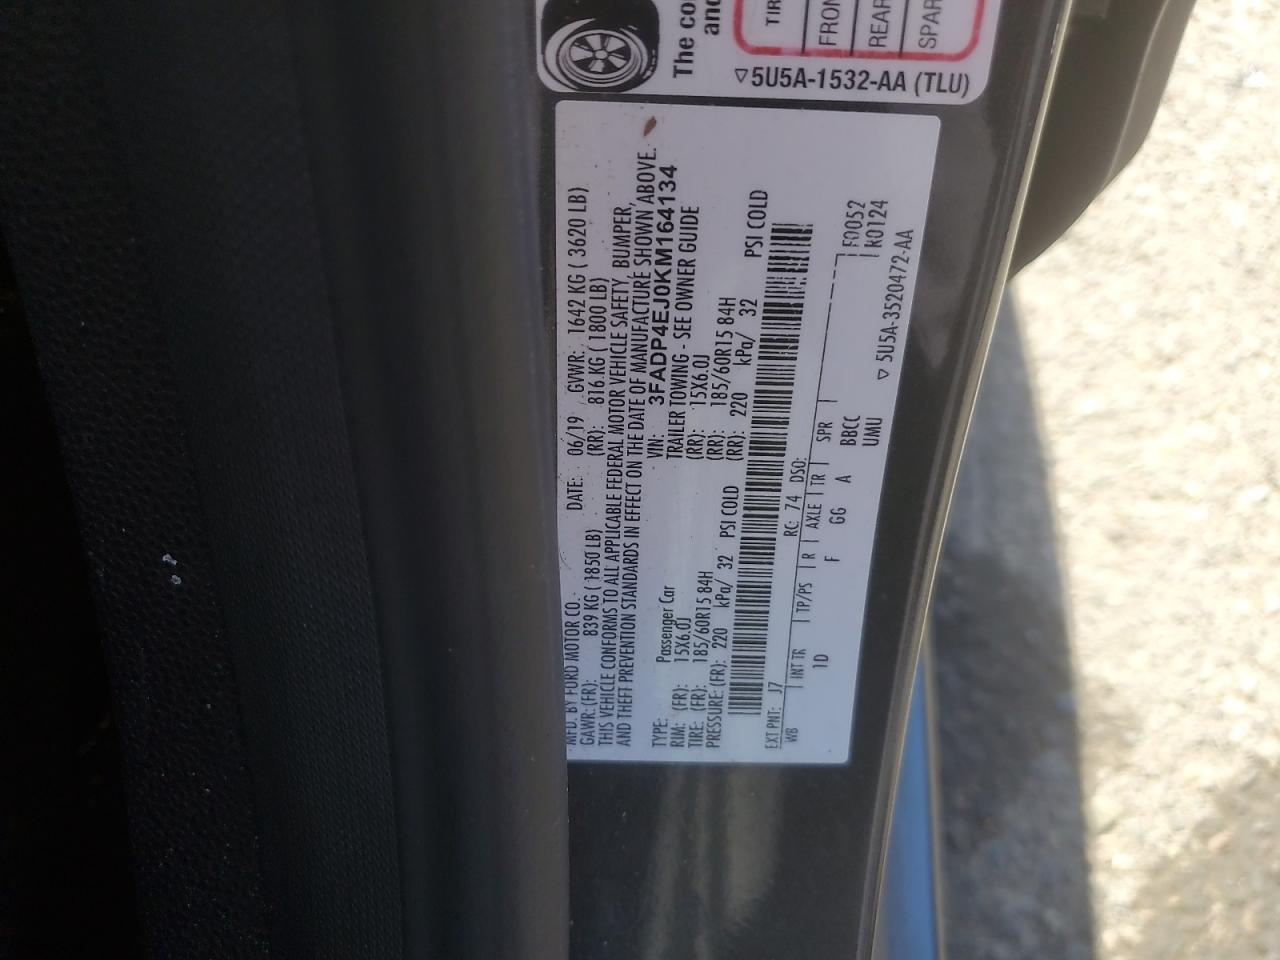 The co
and
TIR
FRON
REAR
SPAR
5U5A-1532-AA (TLU)
MFD. BY FORD MOTOR CO. DATE: 06/19 GVWR: 1642 KG ( 3620 LB)
GAWR: (FR): 839 KG ( 1850 LB) (RR): 816 KG ( 1800 LB)
THIS VEHICLE CONFORMS TO ALL APPLICABLE FEDERAL MOTOR VEHICLE SAFETY, BUMPER,
AND THEFT PREVENTION STANDARDS IN EFFECT ON THE DATE OF MANUFACTURE SHOWN ABOVE.
VIN: 3FADP4EJ0KM164134
TYPE: Passenger Car TRAILER TOWING - SEE OWNER GUIDE
RIM: (FR): 15X6.0J (RR): 15X6.0J
TIRE: (FR): 185/60R15 84H (RR): 185/60R15 84H
PRESSURE: (FR): 220 kPa/ 32 PSI COLD (RR): 220 kPa/ 32 PSI COLD
EXT PNT: J7 RC: 74 DSO:
WB INT TR TP/PS R AXLE TR SPR F0052
1D F GG A BBCC R0124
UMU
5U5A-3520472-AA